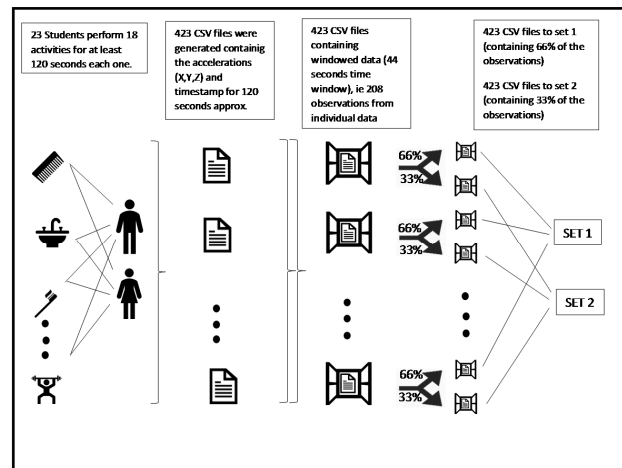 23 Students perform 18
activities for at least
120 seconds each one.
423 CSV files were
generated containig
the accelerations
(X,Y,Z) and
timestamp for 120
seconds approx.
423 CSV files
containing
windowed data (44
seconds time
window), ie 208
observations from
individual data
423 CSV files to set 1
(containing 66% of the
observations)
423 CSV files to set 2
(containing 33% of the
observations)
66%
33%
66%
33%
SET 1
SET 2
66%
33%